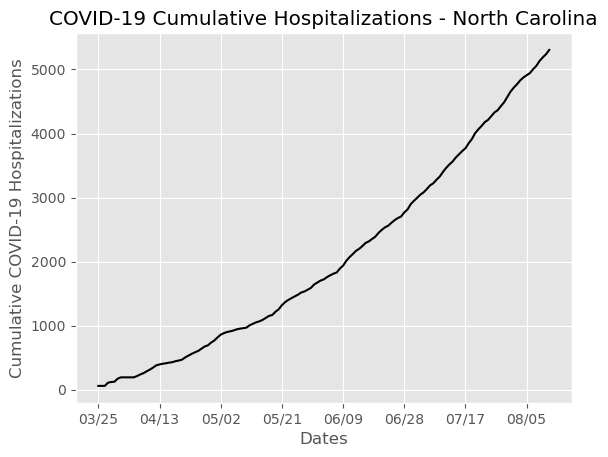 COVID-19 Cumulative Hospitalizations - North Carolina
Cumulative COVID-19 Hospitalizations
5000
4000
3000
2000
1000
0
03/25 04/13 05/02 05/21 06/09 06/28 07/17 08/05
Dates